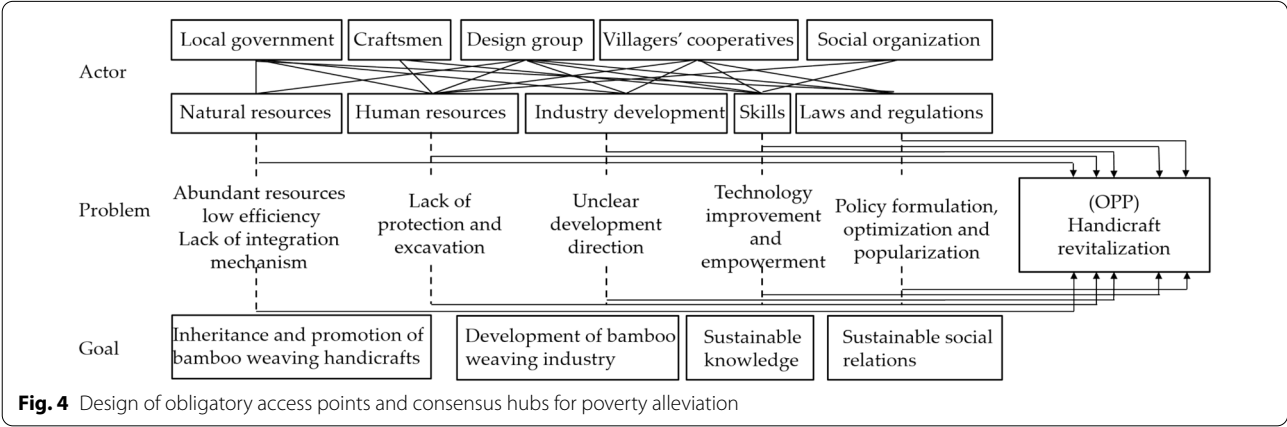 Local government
Craftsmen
Design group
Villagers' cooperatives
Social organization
Actor
Natural resources
Human resources
Industry development
Skills
Laws and regulations
Problem
Abundant resources
low efficiency
Lack of integration
mechanism
Lack of
protection and
excavation
Unclear
development
direction
Technology
improvement
and
empowerment
Policy formulation,
optimization and
popularization
(OPP)
Handicraft
revitalization
Goal
Inheritance and promotion of
bamboo weaving handicrafts
Development of bamboo
weaving industry
Sustainable
knowledge
Sustainable social
relations
Fig. 4 Design of obligatory access points and consensus hubs for poverty alleviation